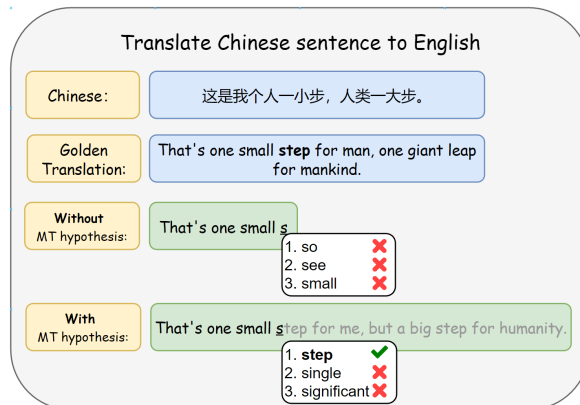 Translate Chinese sentence to English
Chinese:
这是我个人一小步，人类一大步。
Golden
Translation:
That's one small step for man, one giant leap
for mankind.
Without
MT hypothesis:
That's one small s
1. so
2. see
3. small
With
MT hypothesis:
That's one small step for me, but a big step for humanity.
1. step
2. single
3. significant